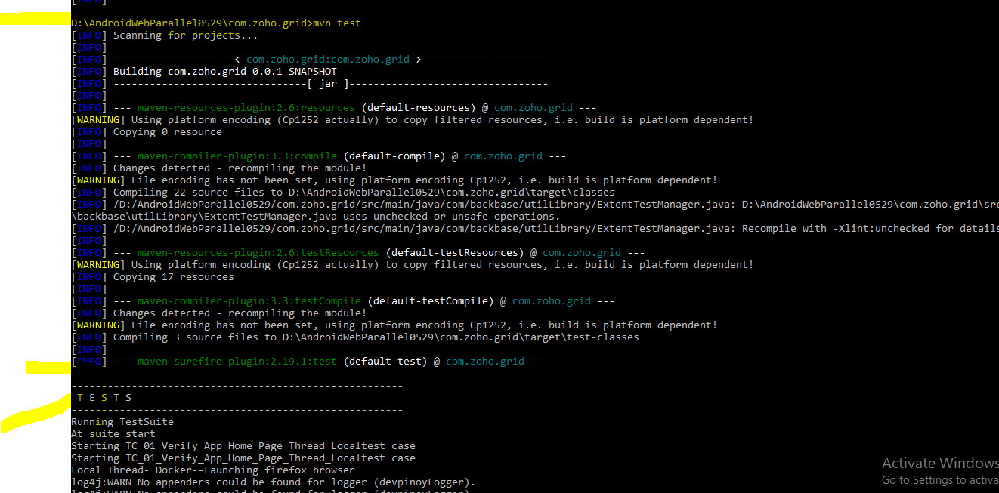 [INFO]
D:\AndroidWebParallel0529\com.zoho.grid>mvn test
[INFO] Scanning for projects...
[INFO]
[INFO] --------------------< com.zoho.grid:com.zoho.grid >---------------------
[INFO] Building com.zoho.grid 0.0.1-SNAPSHOT
[INFO] --------------------------------[ jar ]---------------------------------
[INFO]
[INFO] --- maven-resources-plugin:2.6:resources (default-resources) @ com.zoho.grid ---
[WARNING] Using platform encoding (Cp1252 actually) to copy filtered resources, i.e. build is platform dependent!
[INFO] Copying 0 resource
[INFO]
[INFO] --- maven-compiler-plugin:3.3:compile (default-compile) @ com.zoho.grid ---
[INFO] Changes detected - recompiling the module!
[WARNING] File encoding has not been set, using platform encoding Cp1252, i.e. build is platform dependent!
[INFO] Compiling 22 source files to D:\AndroidWebParallel0529\com.zoho.grid\target\classes
[INFO] /D:/AndroidWebParallel0529/com.zoho.grid/src/main/java/com/backbase/utilLibrary/ExtentTestManager.java: D:\AndroidWebParallel0529\com.zoho.grid\src
\backbase\utilLibrary\ExtentTestManager.java uses unchecked or unsafe operations.
[INFO] /D:/AndroidWebParallel0529/com.zoho.grid/src/main/java/com/backbase/utilLibrary/ExtentTestManager.java: Recompile with -Xlint:unchecked for details
[INFO]
[INFO] --- maven-resources-plugin:2.6:testResources (default-testResources) @ com.zoho.grid ---
[WARNING] Using platform encoding (Cp1252 actually) to copy filtered resources, i.e. build is platform dependent!
[INFO] Copying 17 resources
[INFO]
[INFO] --- maven-compiler-plugin:3.3:testCompile (default-testCompile) @ com.zoho.grid ---
[INFO] Changes detected - recompiling the module!
[WARNING] File encoding has not been set, using platform encoding Cp1252, i.e. build is platform dependent!
[INFO] Compiling 3 source files to D:\AndroidWebParallel0529\com.zoho.grid\target\test-classes
[INFO]
[INFO] --- maven-surefire-plugin:2.19.1:test (default-test) @ com.zoho.grid ---
-------------------------------------------------------
T E S T S
-------------------------------------------------------
Running TestSuite
At suite start
Starting TC_01_Verify_App_Home_Page_Thread_Localtest case
Starting TC_01_Verify_App_Home_Page_Thread_Localtest case
Local Thread- Docker--Launching firefox browser
log4j:WARN No appenders could be found for logger (devpinoyLogger).
log4j:WARN No appenders could be found for logger (devpinoyLogger)
Activate Windows
Go to Settings to activa